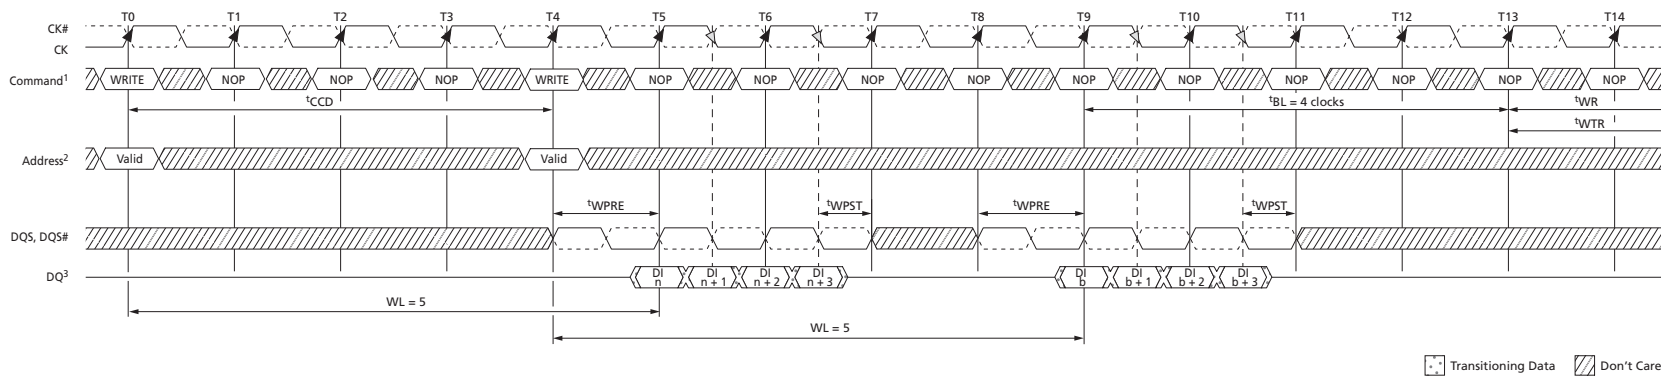 T0 T1 T2 T3 T4 T5 T6 T7 T8 T9 T10 T11 T12 T13 T14
CK#
CK
Command1 WRITE NOP NOP NOP WRITE NOP NOP NOP NOP NOP NOP NOP NOP NOP NOP
tCCD tBL = 4 clocks tWR
tWTR
Address2 Valid Valid
tWPRE tWPST tWPRE tWPST
DQS, DQS#
DQ3 DI n DI n + 1 DI n + 2 DI n + 3 DI b DI b + 1 DI b + 2 DI b + 3
WL = 5
WL = 5
Transitioning Data Don't Care